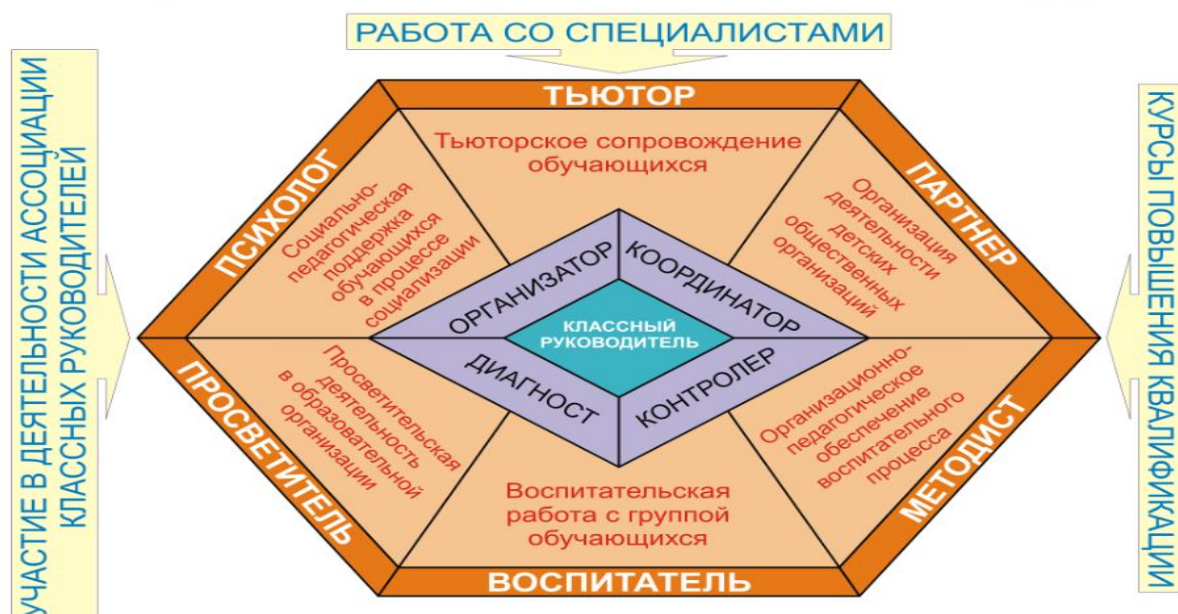 РАБОТА СО СПЕЦИАЛИСТАМИ
УЧАСТИЕ В ДЕЯТЕЛЬНОСТИ АССОЦИАЦИИ
КЛАССНЫХ РУКОВОДИТЕЛЕЙ
КУРСЫ ПОВЫШЕНИЯ КВАЛИФИКАЦИИ
ТЬЮТОР
Тьюторское сопровождение
обучающихся
ПСИХОЛОГ
Социально-
педагогическая
поддержка
обучающихся
в процессе
социализации
ПАРТНЕР
Организация
деятельности
детских
общественных
организаций
ОРГАНИЗАТОР
КООРДИНАТОР
КЛАССНЫЙ
РУКОВОДИТЕЛЬ
ДИАГНОСТ
КОНТРОЛЕР
ПРОСВЕТИТЕЛЬ
Просветительская
деятельность
в образовательной
организации
МЕТОДИСТ
Организационно-
педагогическое
обеспечение
воспитательного
процесса
Воспитательская
работа с группой
обучающихся
ВОСПИТАТЕЛЬ